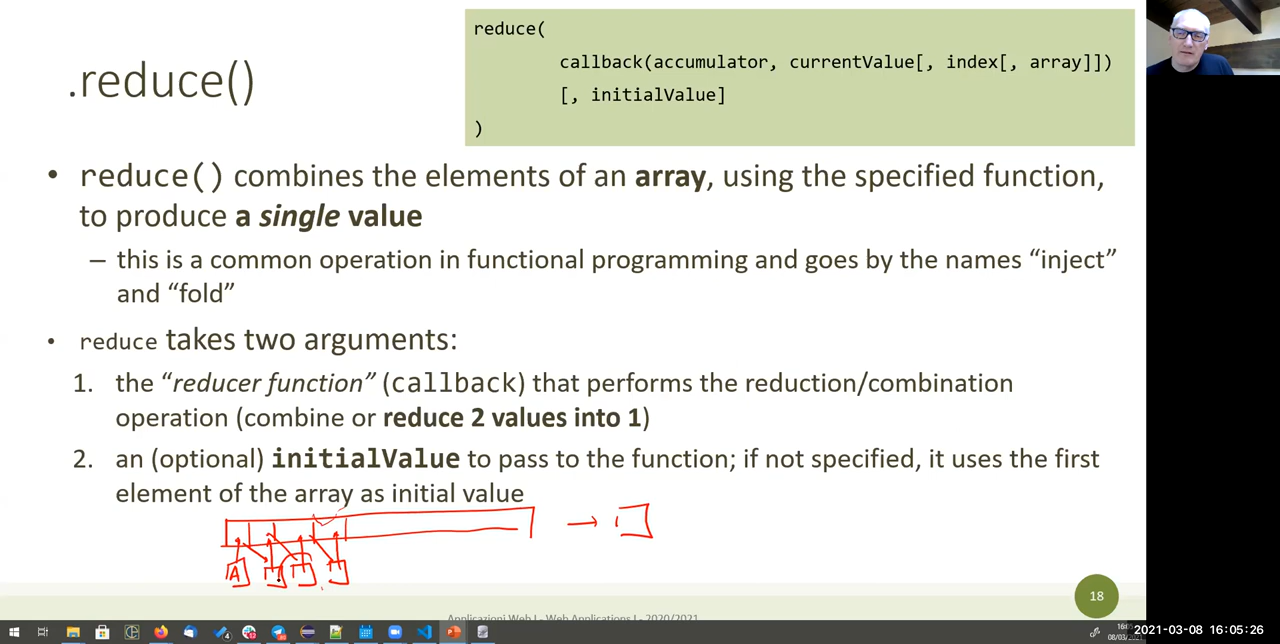 .reduce()
reduce(
callback(accumulator, currentValue[, index[, array]])
[, initialValue]
)
• reduce() combines the elements of an array, using the specified function,
to produce a single value
– this is a common operation in functional programming and goes by the names “inject”
and “fold”
• reduce takes two arguments:
1. the “reducer function” (callback) that performs the reduction/combination
operation (combine or reduce 2 values into 1)
2. an (optional) initialValue to pass to the function; if not specified, it uses the first
element of the array as initial value
A
18
Applicazioni Web I - Web Applications I - 2020/2021
2021-03-08 16:05:26